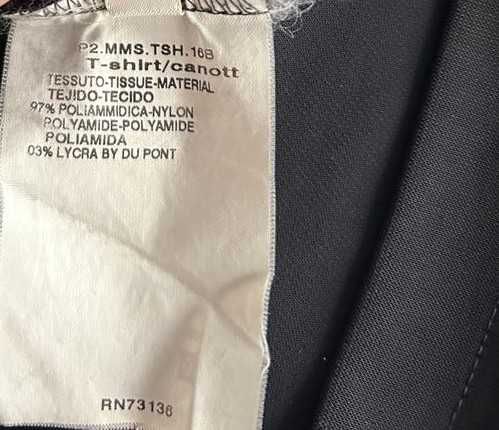 P2.MMS.TSH.16B
T-shirt/canott
TESSUTO-TISSUE-MATERIAL
TEJIDO-TECIDO
97% POLIAMMIDICA-NYLON
POLYAMIDE-POLYAMIDE
POLIAMIDA
03% LYCRA BY DU PONT
RN73136